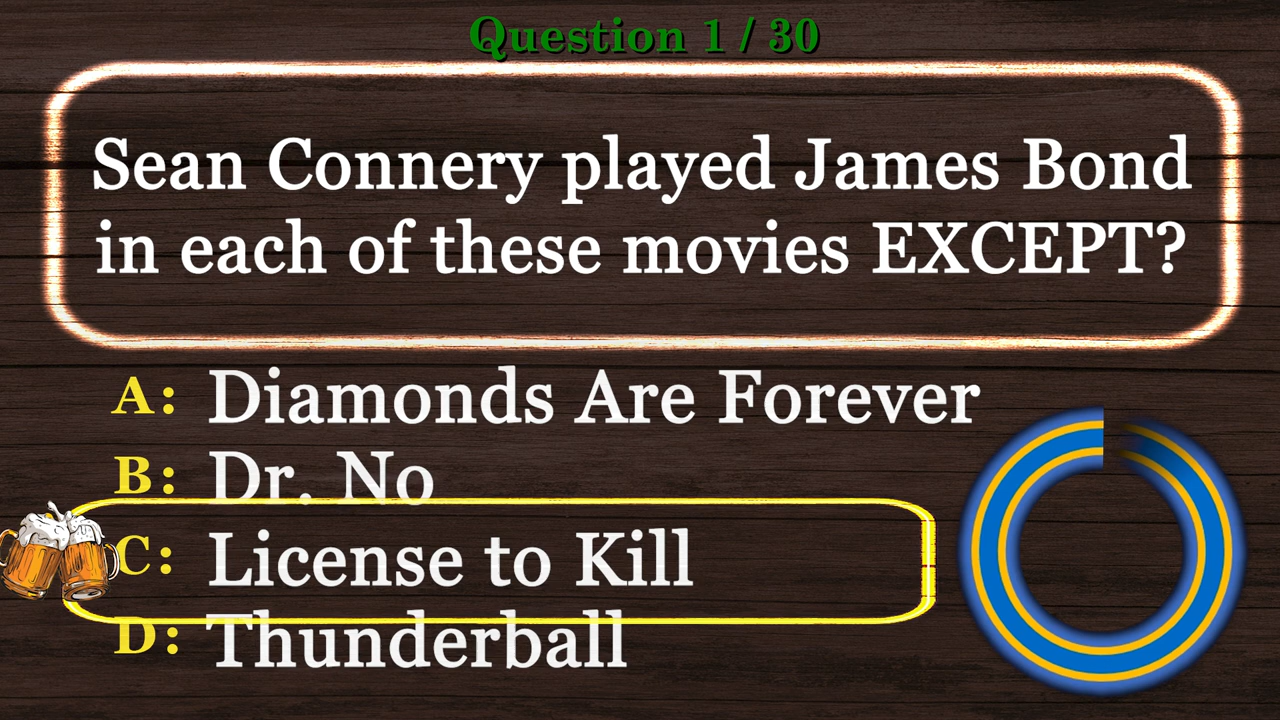 Question 1 / 30
Sean Connery played James Bond
in each of these movies EXCEPT?
A: Diamonds Are Forever
B: Dr. No
C: License to Kill
D: Thunderball